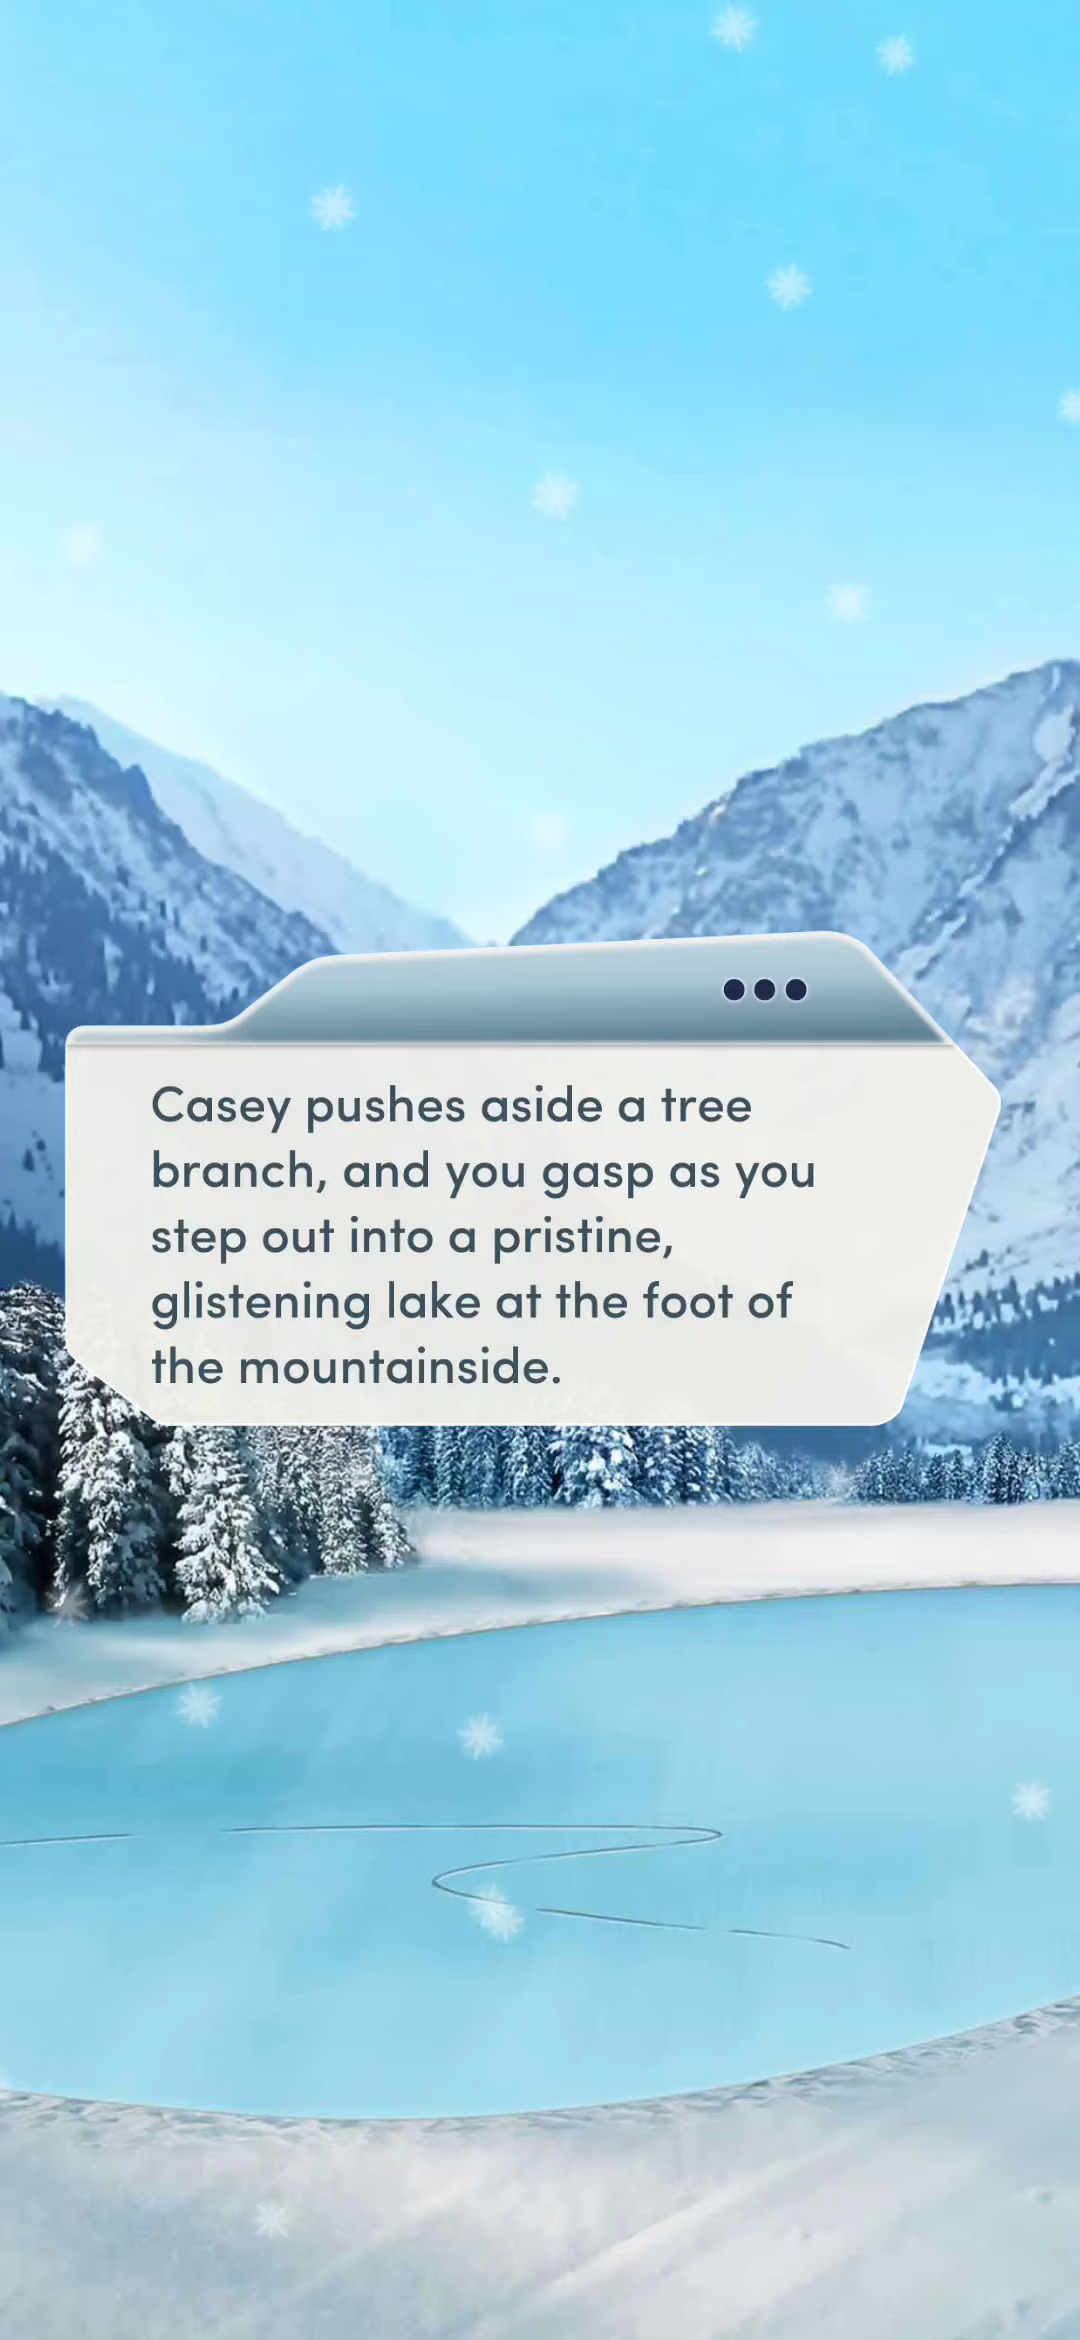 Casey pushes aside a tree
branch, and you gasp as you
step out into a pristine,
glistening lake at the foot of
the mountainside.